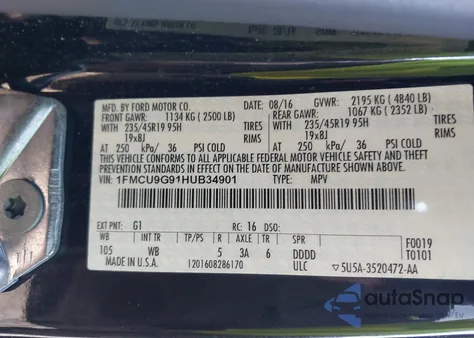 MFD. BY FORD MOTOR CO. 08/16 GVWR: 2195 KG ( 4840 LB)
FRONT GAWR: 1134 KG ( 2500 LB) REAR GAWR: 1067 KG ( 2352 LB)
WITH 235/45R19 95H TIRES WITH 235/45R19 95H TIRES
19x8J RIMS 19x8J RIMS
AT 250 kPa/ 36 PSI COLD AT 250 kPa/ 36 PSI COLD
THIS VEHICLE CONFORMS TO ALL APPLICABLE FEDERAL MOTOR VEHICLE
SAFETY AND THEFT PREVENTION STANDARDS IN EFFECT ON THE DATE OF MANUFACTURE SHOWN ABOVE.
VIN: 1FMCU9G91HUB34901 TYPE: MPV
EXT PNT: G1 RC: 16 DSO:
WB INT TR TP/PS R AXLE TR SPR F0019
105 WB 5 3A 6 DDDD T0101
MADE IN U.S.A. 1201608286170 ULC 5U5A-3520472-AA
autoSnap